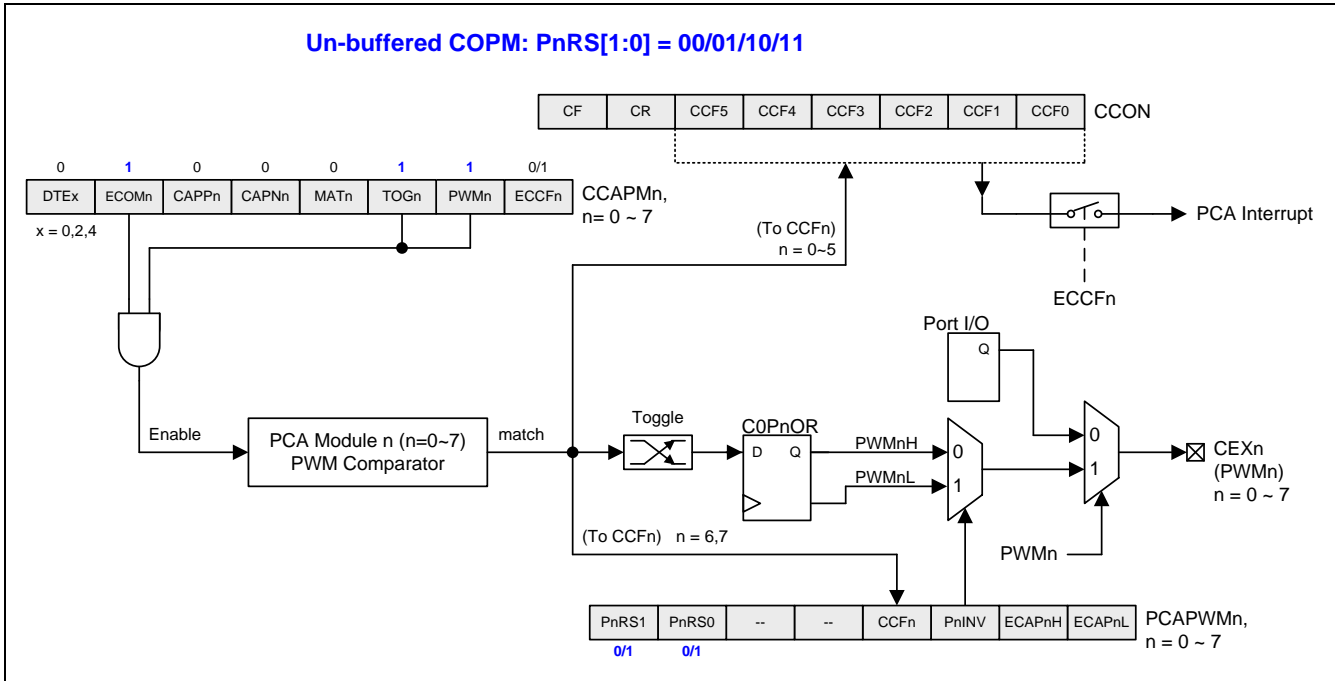 Un-buffered COPM: PnRS[1:0] = 00/01/10/11
CF CR CCF5 CCF4 CCF3 CCF2 CCF1 CCF0 CCON
0 1 0 0 0 1 1 0/1
DTEx ECOMn CAPPn CAPNn MATn TOGn PWMn ECCFn CCAPMn,
n= 0 ~ 7
x = 0,2,4
(To CCFn)
n = 0~5
PCA Interrupt
ECCFn
Port I/O
Q
Enable
PCA Module n (n=0~7)
PWM Comparator
match
Toggle
C0PnOR
D Q
PWMnH
PWMnL
0
1
0
1
CEXn
(PWMn)
n = 0 ~ 7
PWMn
(To CCFn) n = 6,7
PnRS1 PnRS0 -- -- CCFn PnINV ECAPnH ECAPnL PCAPWMn,
n = 0 ~ 7
0/1 0/1